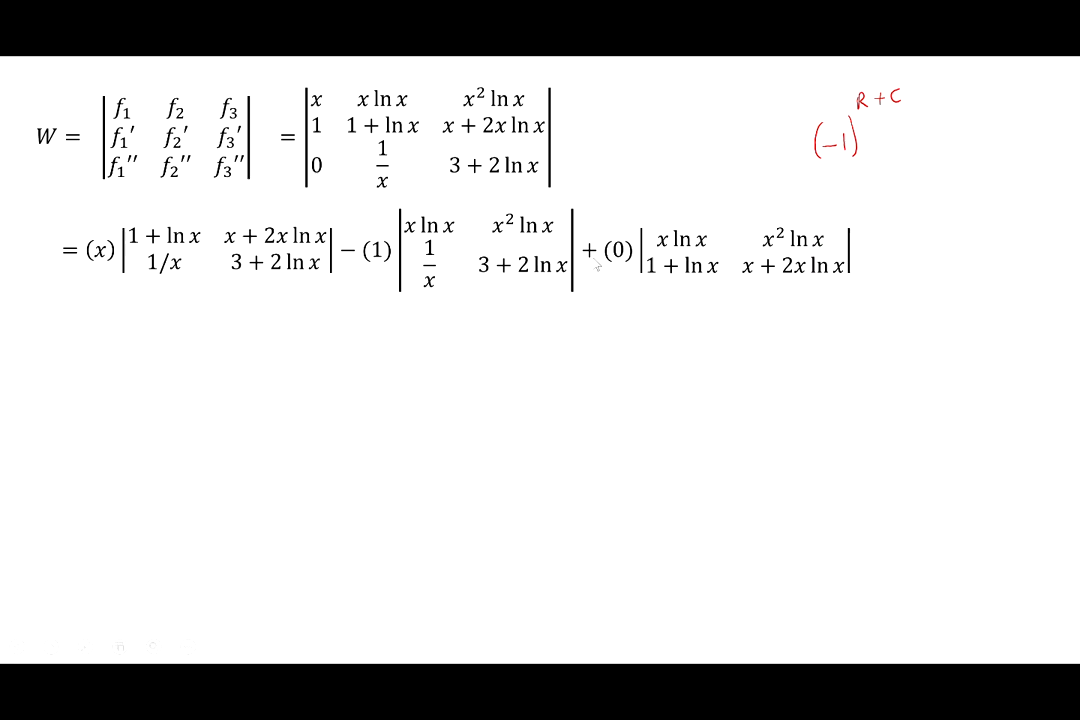 R + C
(−1)
W = | f₁ f₂ f₃ | = | x x ln x x² ln x |
| f₁′ f₂′ f₃′ | | 1 1 + ln x x + 2x ln x |
| f₁′′ f₂′′ f₃′′ | | 0 1/x 3 + 2 ln x |
= (x) | 1 + ln x x + 2x ln x | − (1) | x ln x x² ln x | + (0) | x ln x x² ln x |
| 1/x 3 + 2 ln x | | 1/x 3 + 2 ln x | | 1 + ln x x + 2x ln x |